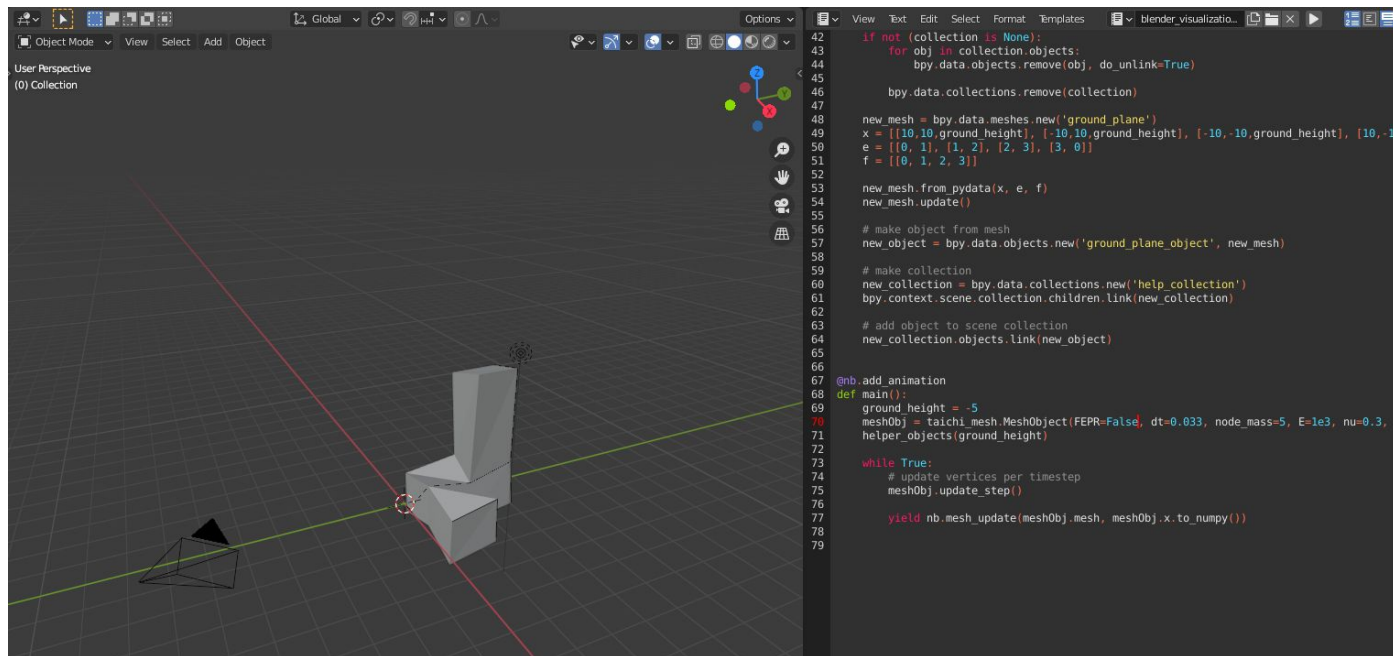 Global
Options
Object Mode View Select Add Object
User Perspective
(0) Collection
Z
Y
X
View Text Edit Select Format Templates blender_visualizatio...
42 if not (collection is None):
43 for obj in collection.objects:
44 bpy.data.objects.remove(obj, do_unlink=True)
45
46 bpy.data.collections.remove(collection)
47
48 new_mesh = bpy.data.meshes.new('ground_plane')
49 x = [[10,10,ground_height], [-10,10,ground_height], [-10,-10,ground_height], [10,-1
50 e = [[0, 1], [1, 2], [2, 3], [3, 0]]
51 f = [[0, 1, 2, 3]]
52
53 new_mesh.from_pydata(x, e, f)
54 new_mesh.update()
55
56 # make object from mesh
57 new_object = bpy.data.objects.new('ground_plane_object', new_mesh)
58
59 # make collection
60 new_collection = bpy.data.collections.new('help_collection')
61 bpy.context.scene.collection.children.link(new_collection)
62
63 # add object to scene collection
64 new_collection.objects.link(new_object)
65
66
67 @nb.add_animation
68 def main():
69 ground_height = -5
70 meshObj = taichi_mesh.MeshObject(FEPR=False, dt=0.033, node_mass=5, E=1e3, nu=0.3,
71 helper_objects(ground_height)
72
73 while True:
74 # update vertices per timestep
75 meshObj.update_step()
76
77 yield nb.mesh_update(meshObj.mesh, meshObj.x.to_numpy())
78
79